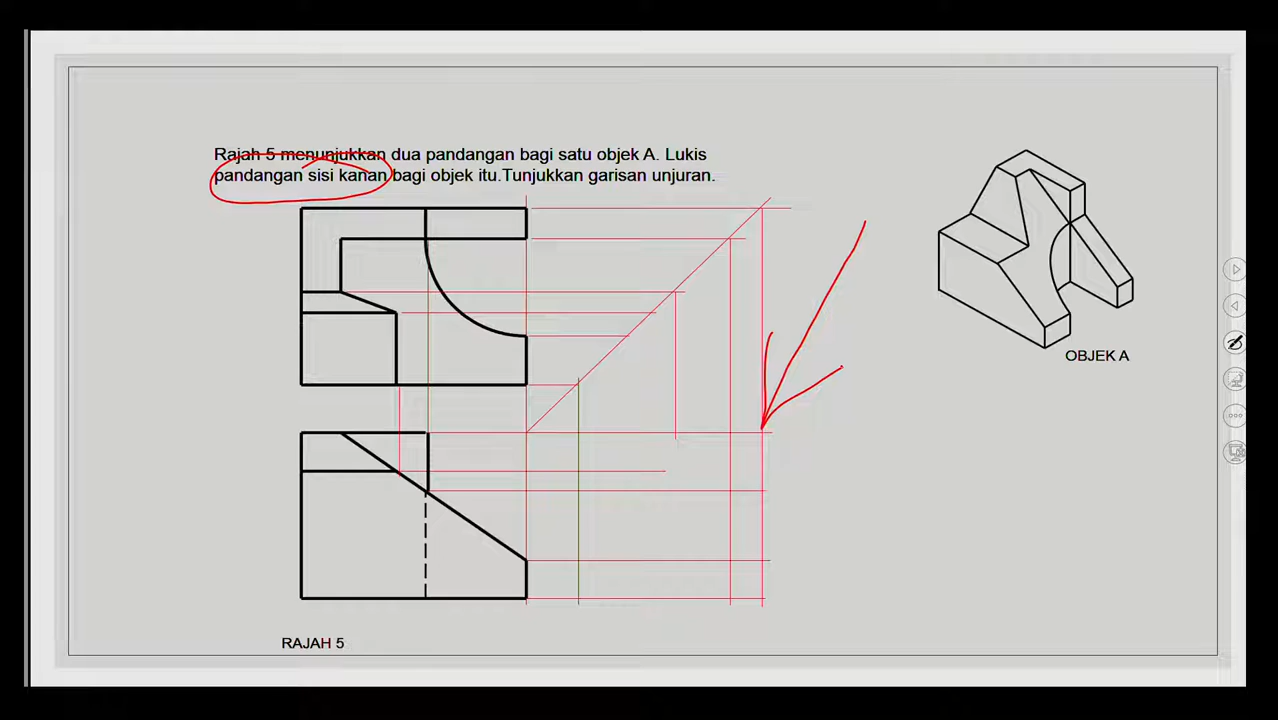 Rajah 5 menunjukkan dua pandangan bagi satu objek A. Lukis
pandangan sisi kanan bagi objek itu.Tunjukkan garisan unjuran.
OBJEK A
RAJAH 5